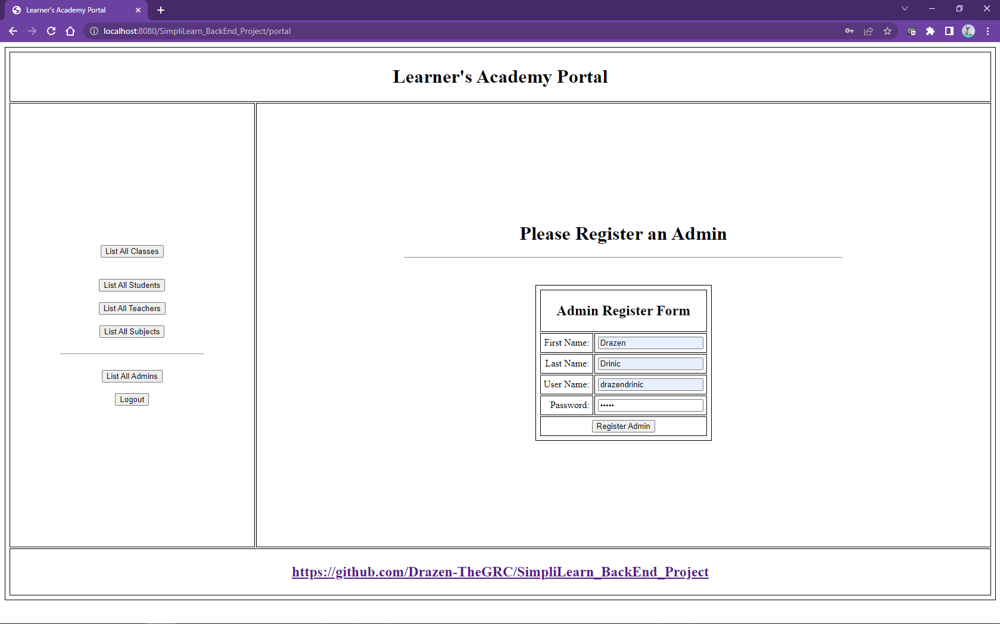 Learner's Academy Portal
localhost:8080/SimpliLearn_BackEnd_Project/portal
Learner's Academy Portal
List All Classes
List All Students
List All Teachers
List All Subjects
List All Admins
Logout
Please Register an Admin
Admin Register Form
First Name: Drazen
Last Name: Drinic
User Name: drazendrinic
Password: •••••
Register Admin
https://github.com/Drazen-TheGRC/SimpliLearn_BackEnd_Project